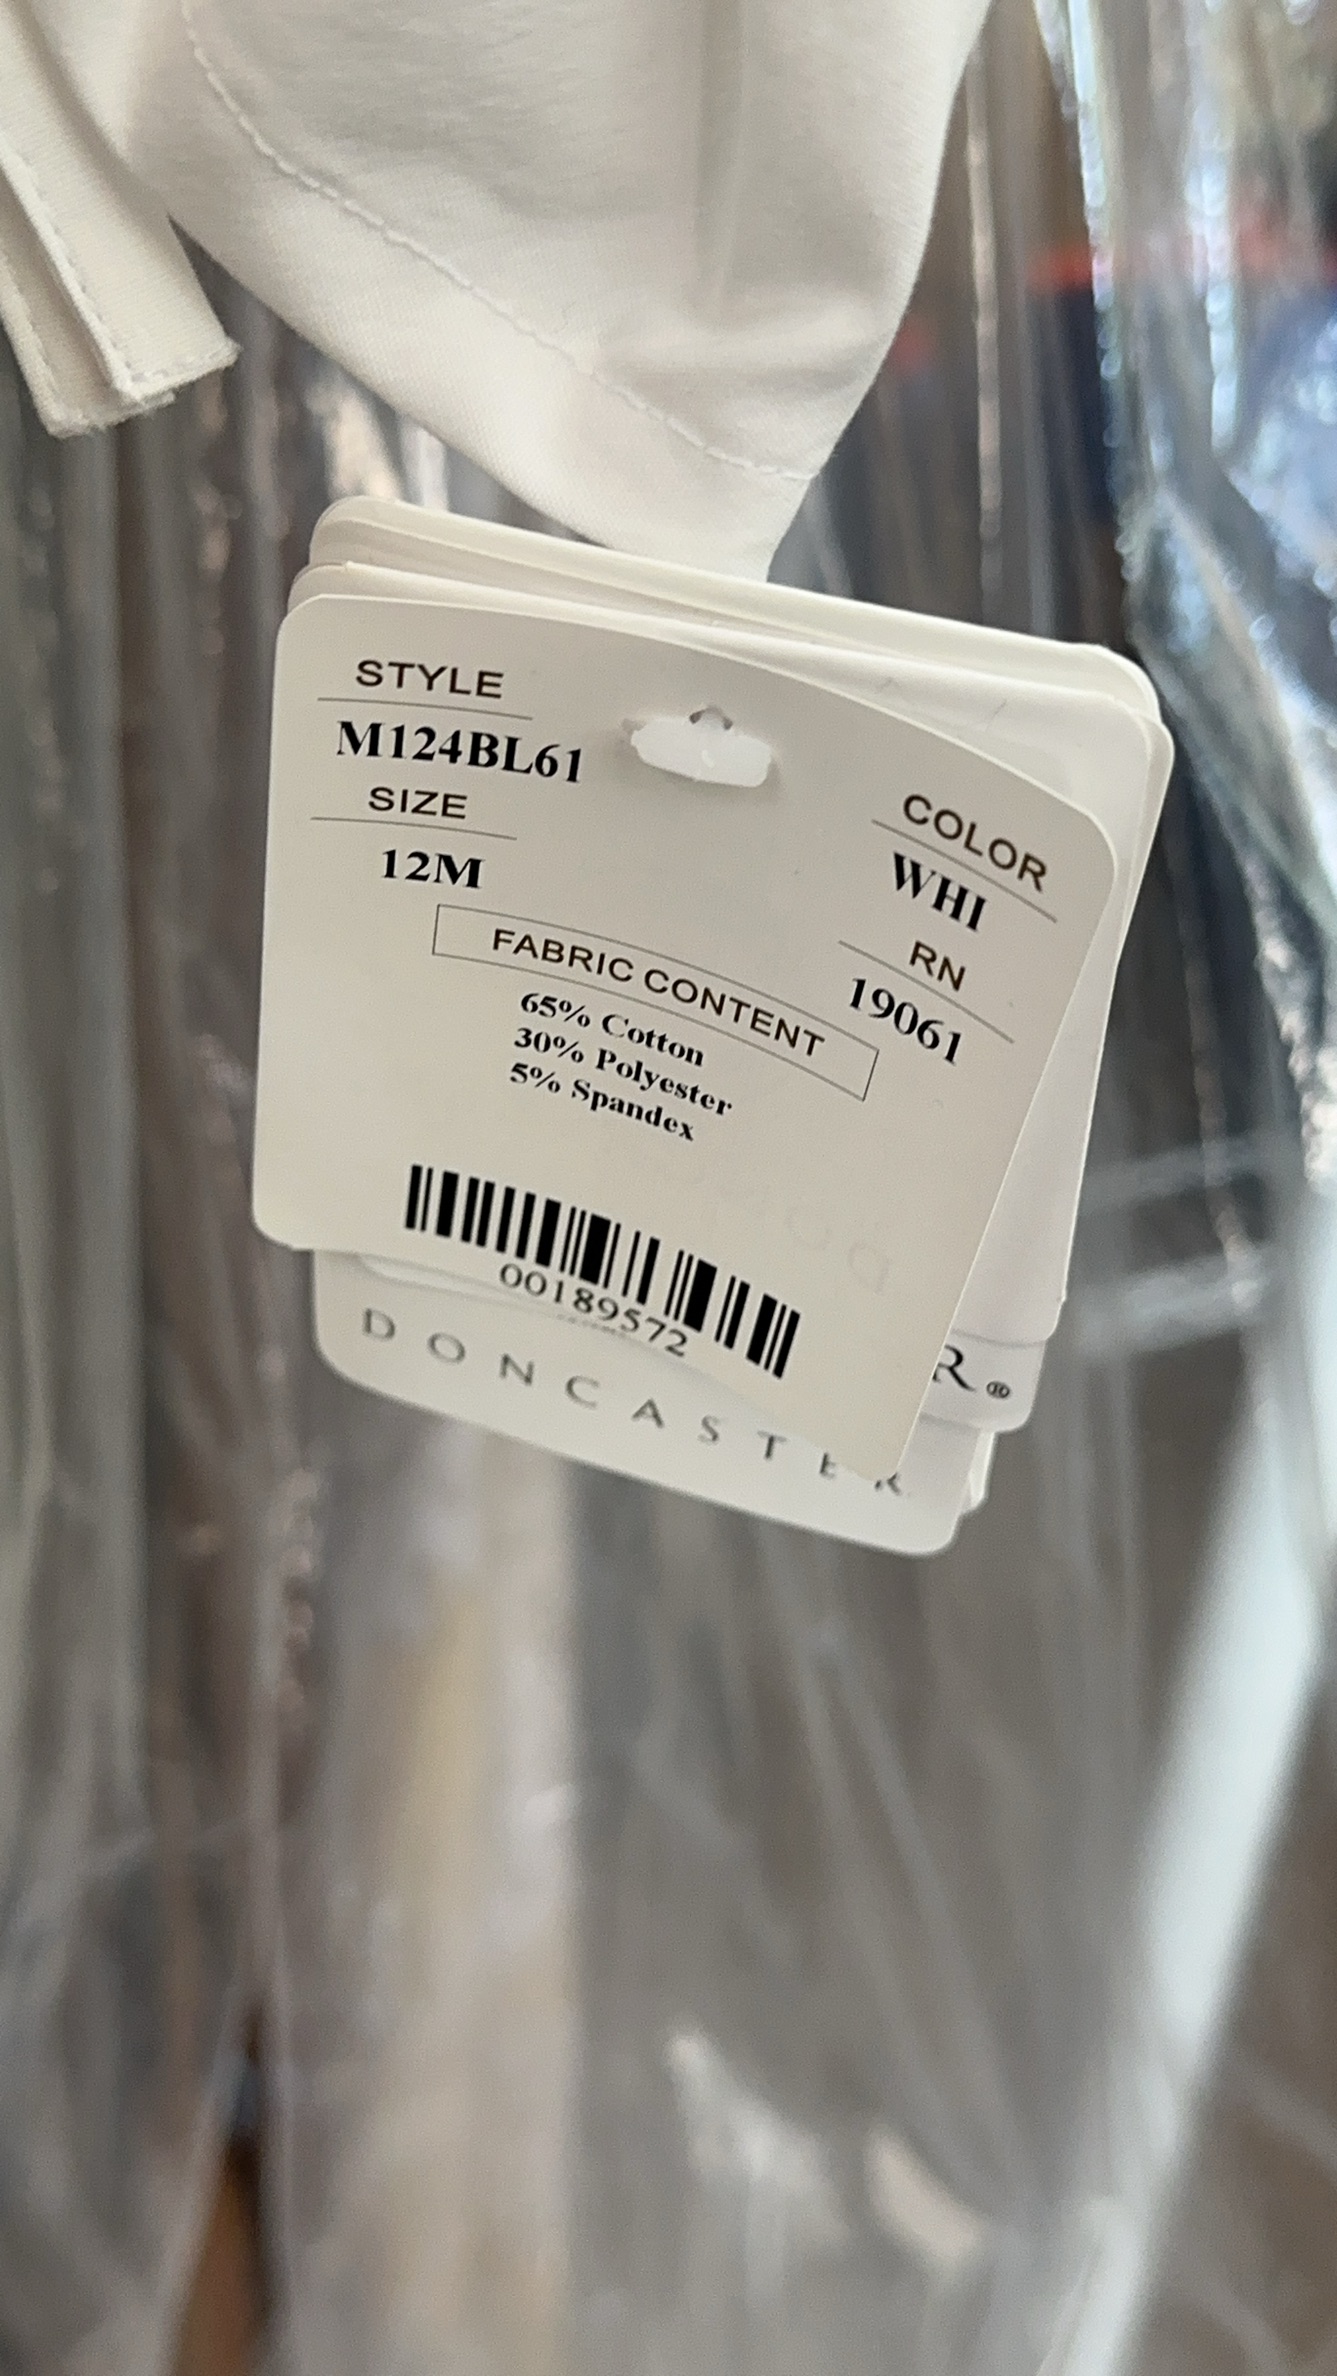 STYLE
M124BL61
SIZE
12M
COLOR
WHI
RN
19061
FABRIC CONTENT
65% Cotton
30% Polyester
5% Spandex
00189572
R®
DONCASTER